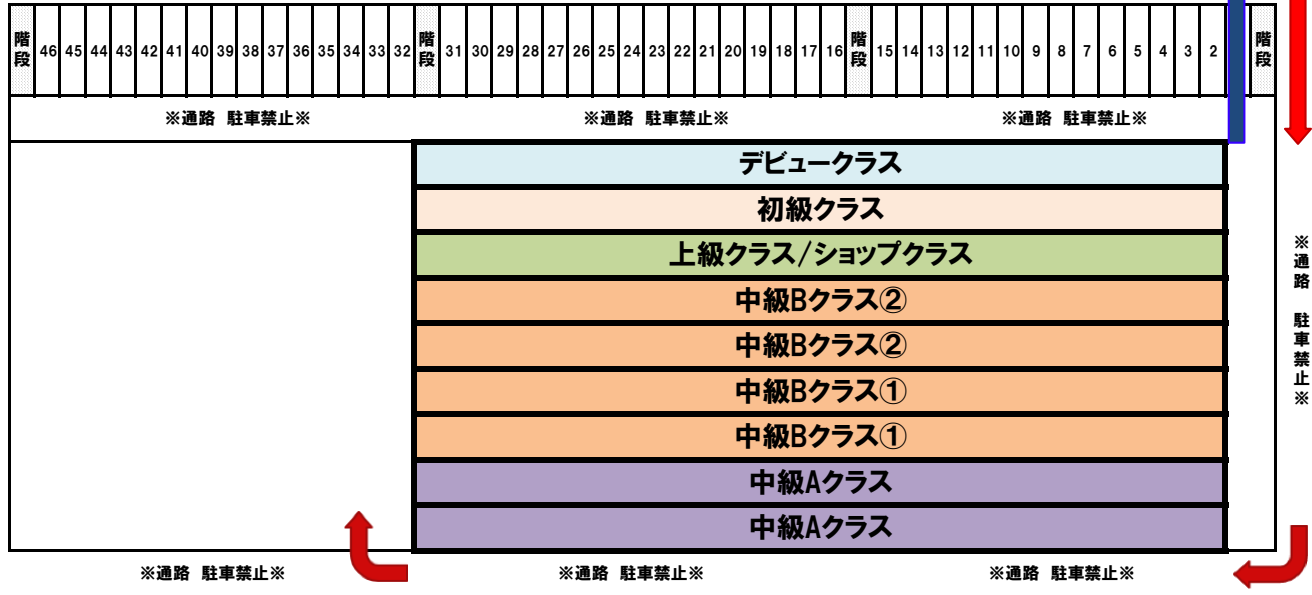 階段 46 45 44 43 42 41 40 39 38 37 36 35 34 33 32 階段 31 30 29 28 27 26 25 24 23 22 21 20 19 18 17 16 階段 15 14 13 12 11 10 9 8 7 6 5 4 3 2 階段
※通路 駐車禁止※ ※通路 駐車禁止※ ※通路 駐車禁止※
デビュークラス
初級クラス
上級クラス/ショップクラス
中級Bクラス②
中級Bクラス②
中級Bクラス①
中級Bクラス①
中級Aクラス
中級Aクラス
※通路 駐車禁止※
※通路 駐車禁止※ ※通路 駐車禁止※ ※通路 駐車禁止※